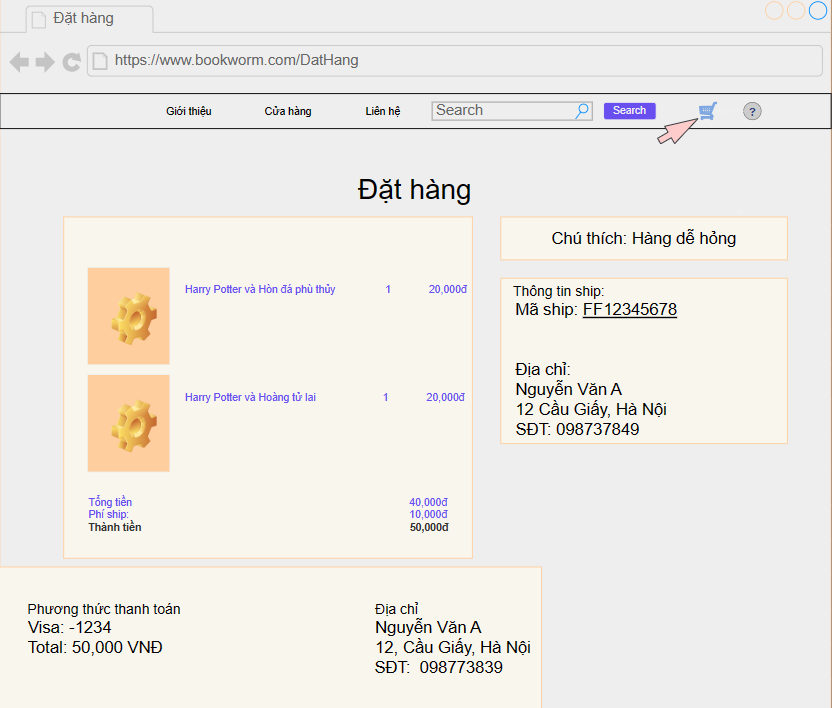 Đặt hàng
https://www.bookworm.com/DatHang
Giới thiệu Cửa hàng Liên hệ Search Search ?
Đặt hàng
Harry Potter và Hòn đá phù thủy 1 20,000đ
Harry Potter và Hoàng tử lai 1 20,000đ
Tổng tiền 40,000đ
Phí ship: 10,000đ
Thành tiền 50,000đ
Chú thích: Hàng dễ hỏng
Thông tin ship:
Mã ship: FF12345678
Địa chỉ:
Nguyễn Văn A
12 Cầu Giấy, Hà Nội
SĐT: 098737849
Phương thức thanh toán
Visa: -1234
Total: 50,000 VNĐ
Địa chỉ
Nguyễn Văn A
12, Cầu Giấy, Hà Nội
SĐT:  098773839